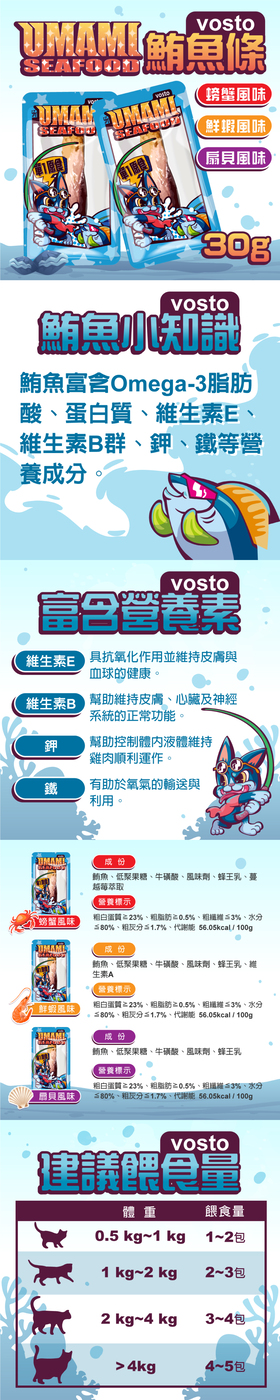 vosto
UMAMI
SEAFOOD
鮪魚條
螃蟹風味
鮮蝦風味
扇貝風味
vosto
UMAMI
SEAFOOD
vosto
UMAMI
SEAFOOD
30g
vosto
鮪魚小知識
鮪魚富含Omega-3脂肪
酸、蛋白質、維生素E、
維生素B群、鉀、鐵等營
養成分。
vosto
富含營養素
維生素E
具抗氧化作用並維持皮膚與
血球的健康。
維生素B
幫助維持皮膚、心臟及神經
系統的正常功能。
鉀
幫助控制體內液體維持
雞肉順利運作。
鐵
有助於氧氣的輸送與
利用。
UMAMI
螃蟹風味
成 份
鮪魚、低聚果糖、牛磺酸、風味劑、蜂王乳、蔓
越莓萃取
營養標示
粗白蛋質≧23%、粗脂肪≧0.5%、粗纖維≦3%、水分
≦80%、粗灰分≦1.7%、代謝能 56.05kcal / 100g
UMAMI
鮮蝦風味
成 份
鮪魚、低聚果糖、牛磺酸、風味劑、蜂王乳、維
生素A
營養標示
粗白蛋質≧23%、粗脂肪≧0.5%、粗纖維≦3%、水分
≦80%、粗灰分≦1.7%、代謝能 56.05kcal / 100g
UMAMI
扇貝風味
成 份
鮪魚、低聚果糖、牛磺酸、風味劑、蜂王乳
營養標示
粗白蛋質≧23%、粗脂肪≧0.5%、粗纖維≦3%、水分
≦80%、粗灰分≦1.7%、代謝能 56.05kcal / 100g
vosto
建議餵食量
體 重 餵食量
0.5 kg~1 kg 1~2包
1 kg~2 kg 2~3包
2 kg~4 kg 3~4包
>4kg 4~5包